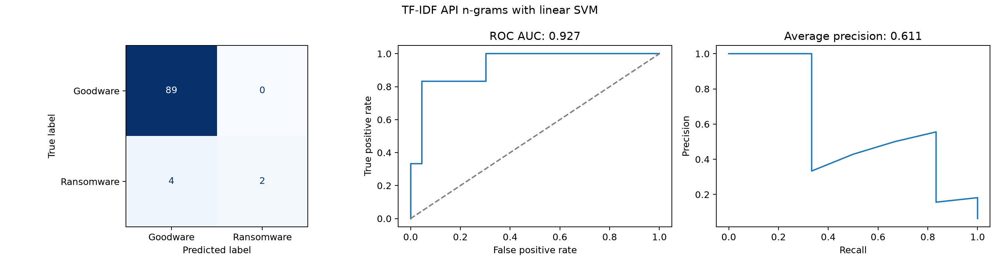 TF-IDF API n-grams with linear SVM
True label
Goodware
Ransomware
89
0
4
2
Goodware
Ransomware
Predicted label
ROC AUC: 0.927
True positive rate
1.0
0.8
0.6
0.4
0.2
0.0
0.0 0.2 0.4 0.6 0.8 1.0
False positive rate
Average precision: 0.611
Precision
1.0
0.8
0.6
0.4
0.2
0.0 0.2 0.4 0.6 0.8 1.0
Recall